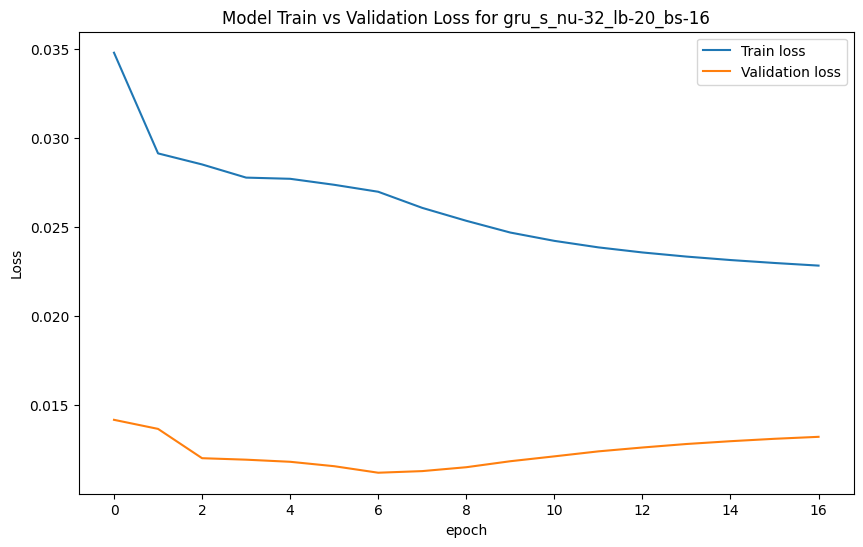 Model Train vs Validation Loss for gru_s_nu-32_lb-20_bs-16
Train loss
Validation loss
0.035
0.030
0.025
0.020
0.015
Loss
0 2 4 6 8 10 12 14 16
epoch